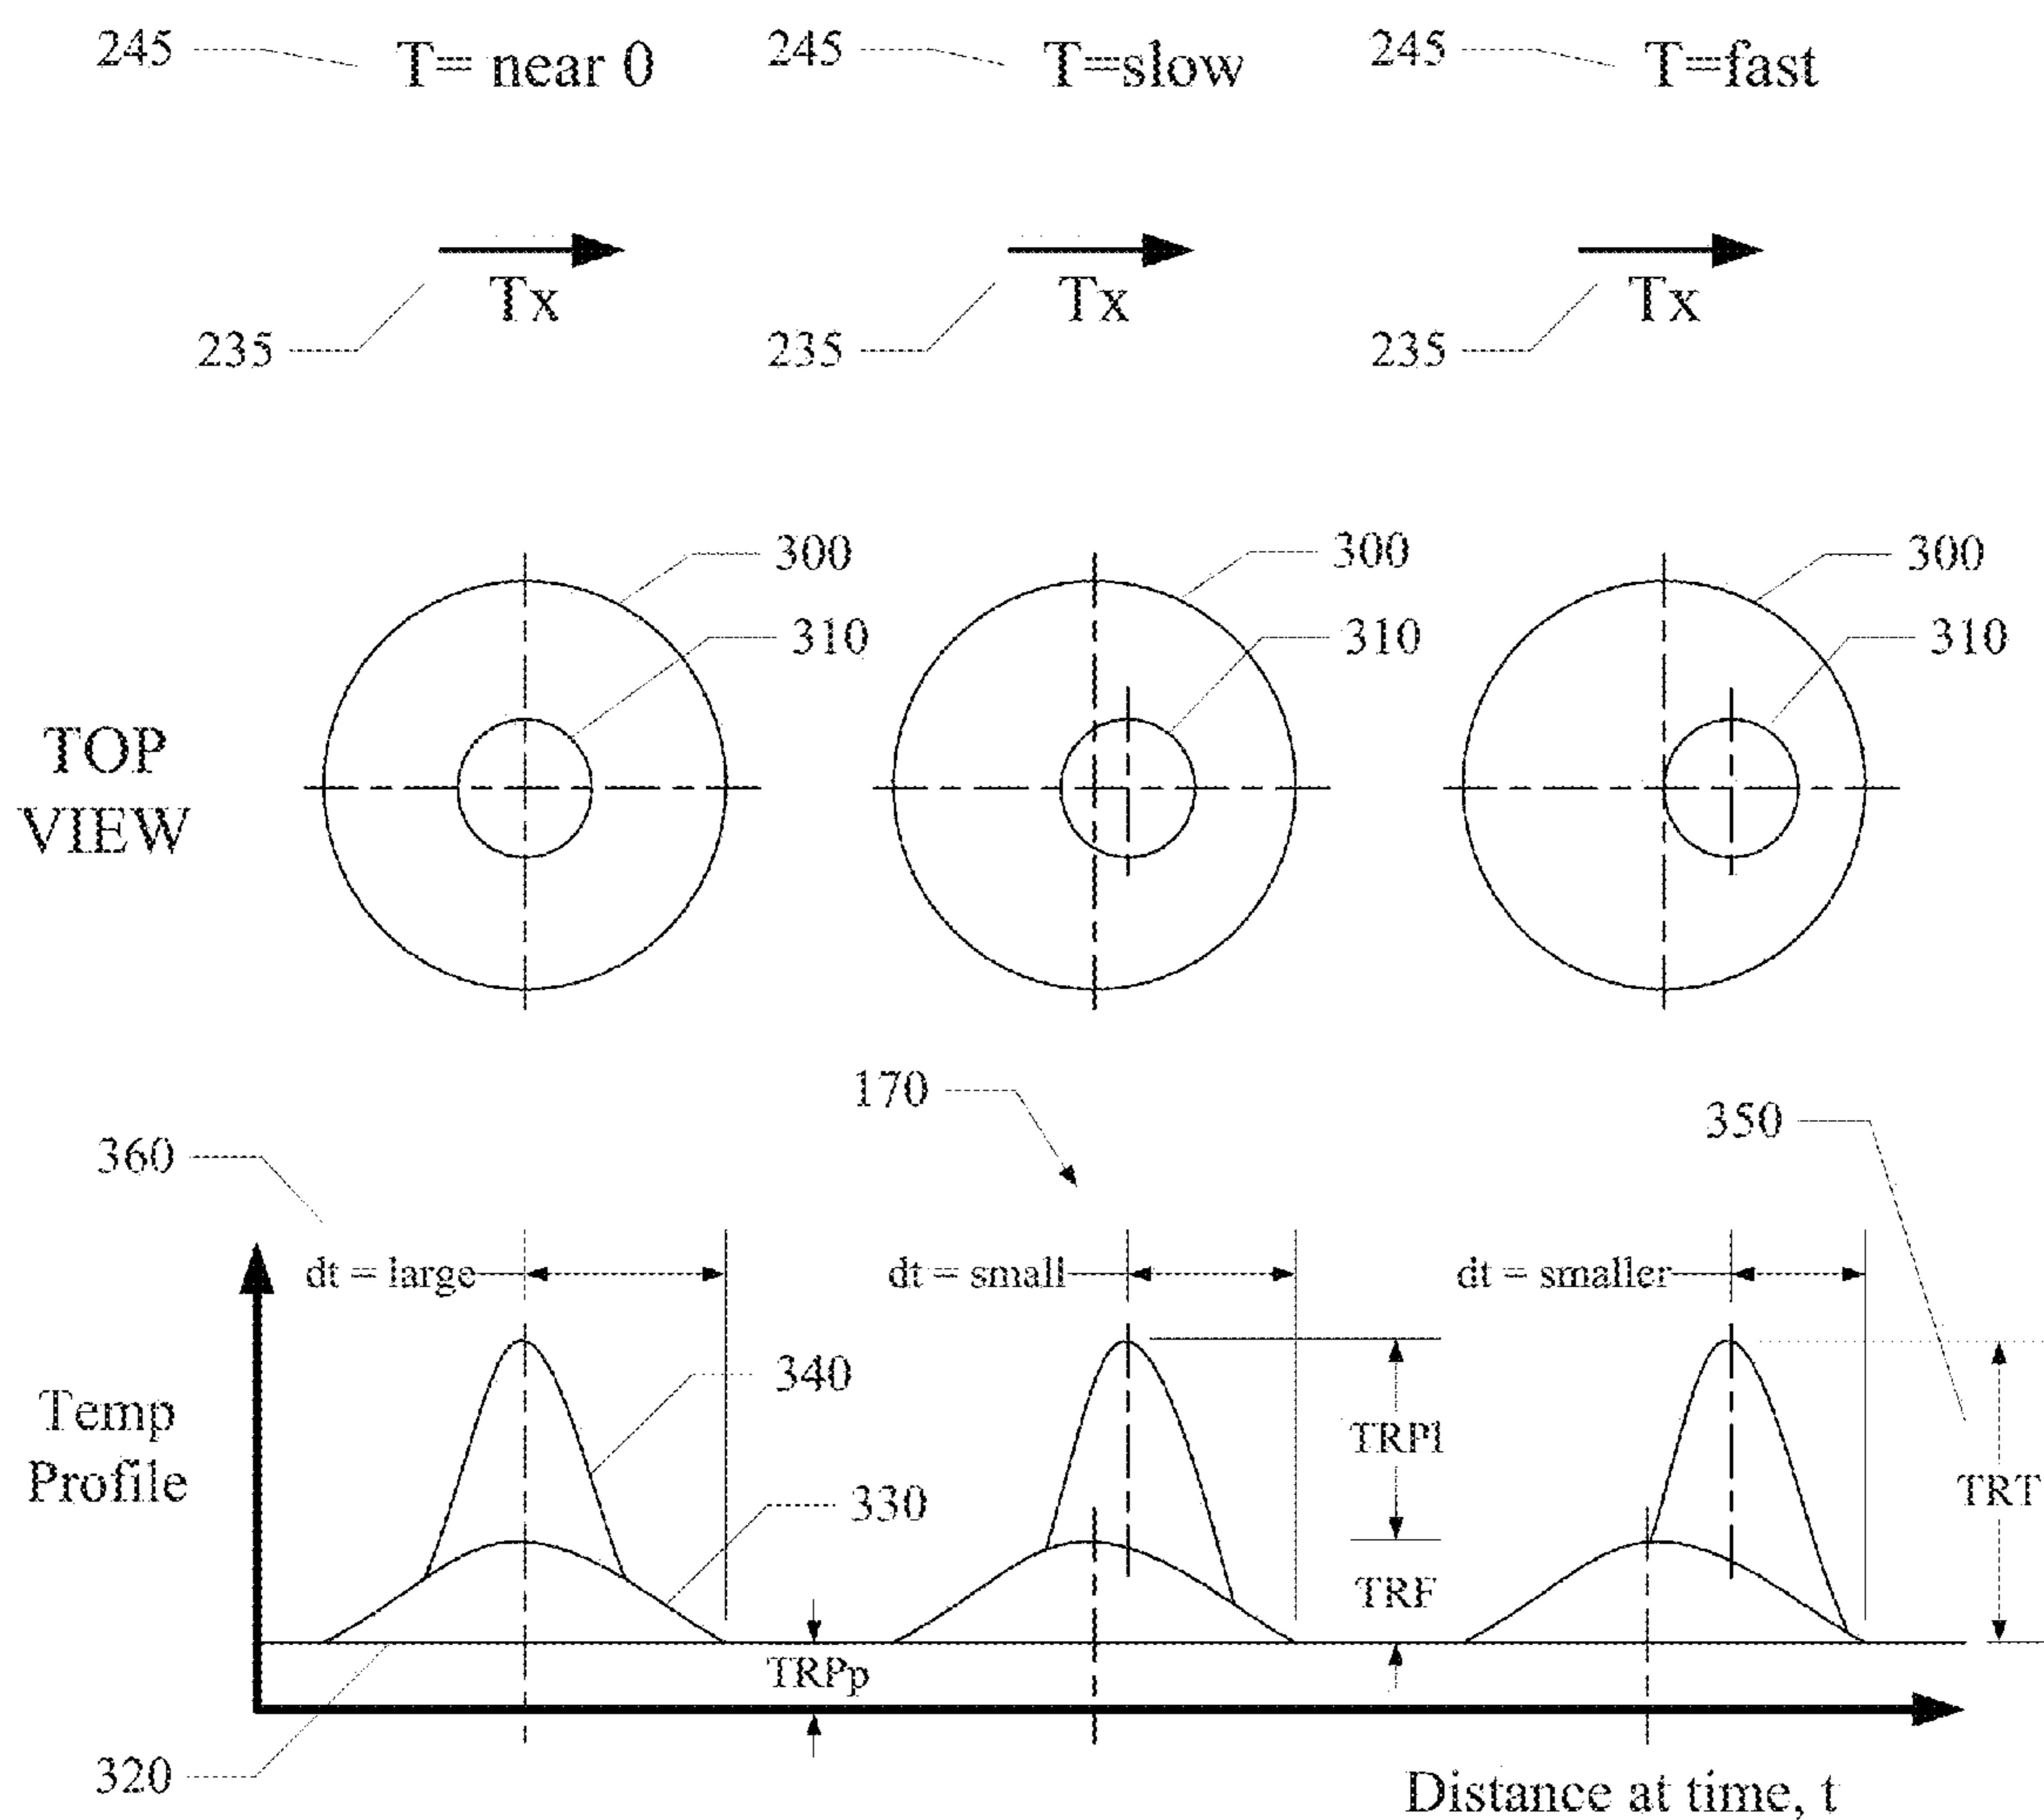 245 T= near 0 245 T=slow 245 T=fast
Tx Tx Tx
235 235 235
300 300 300
310 310 310
TOP
VIEW
170
350
360
dt = large dt = small dt = smaller
340
Temp
Profile
TRPl
TRT
330
TRF
TRPp
320
Distance at time, t